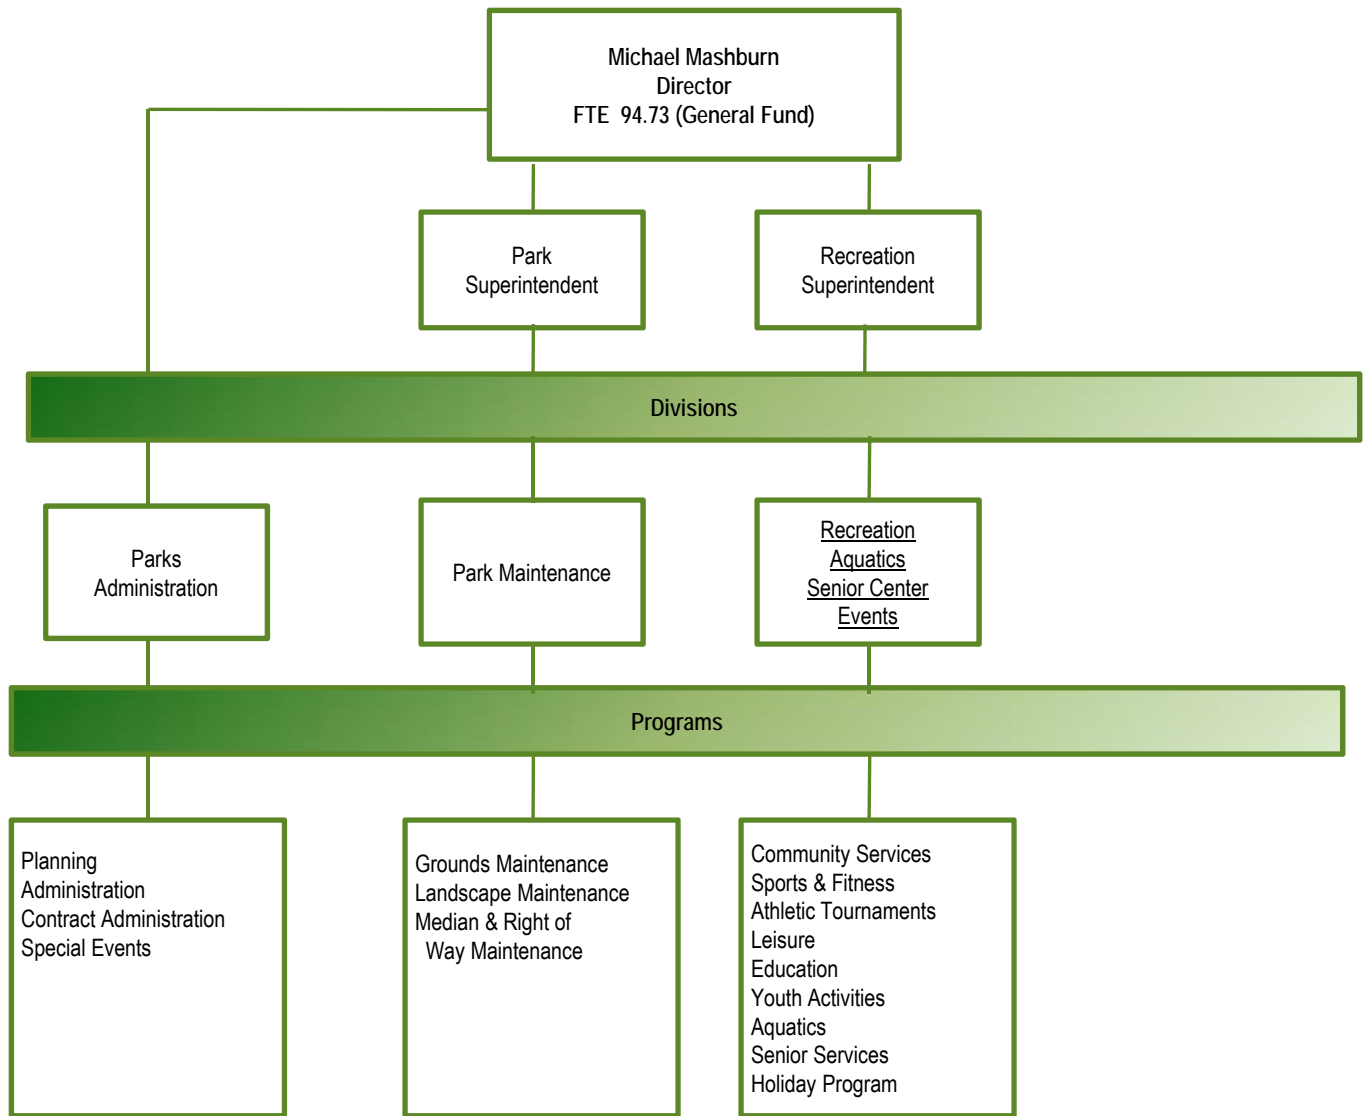 Michael Mashburn
Director
FTE 94.73 (General Fund)
Park
Superintendent
Recreation
Superintendent
Divisions
Parks
Administration
Park Maintenance
Recreation
Aquatics
Senior Center
Events
Programs
Planning
Administration
Contract Administration
Special Events
Grounds Maintenance
Landscape Maintenance
Median & Right of
Way Maintenance
Community Services
Sports & Fitness
Athletic Tournaments
Leisure
Education
Youth Activities
Aquatics
Senior Services
Holiday Program